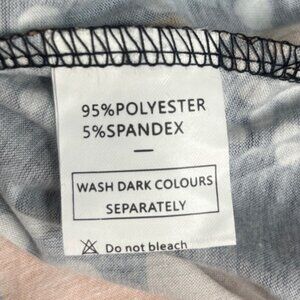 95%POLYESTER
5%SPANDEX
WASH DARK COLOURS
SEPARATELY
Do not bleach